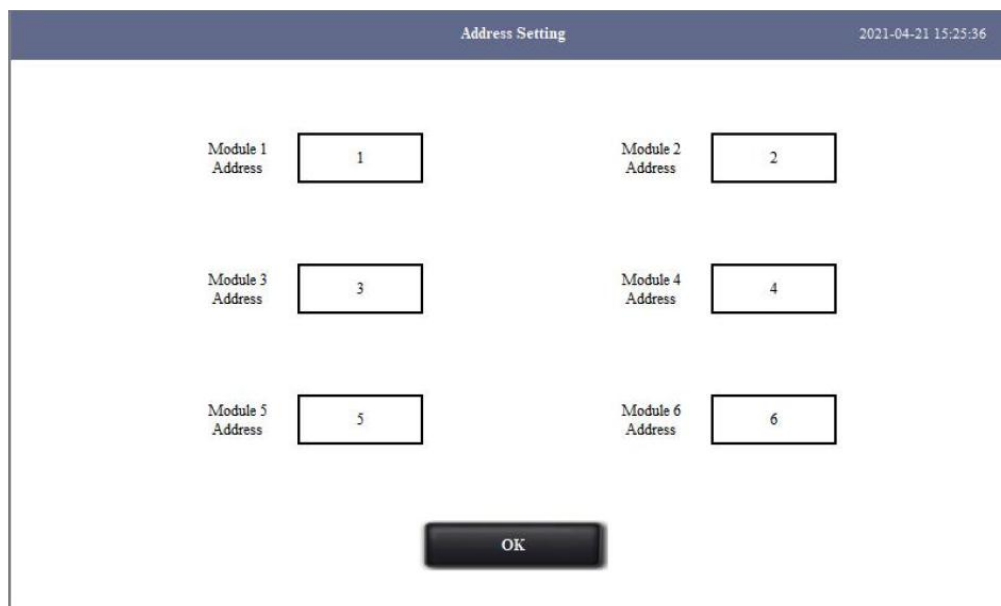 Address Setting
2021-04-21 15:25:36
Module 1
Address
1
Module 2
Address
2
Module 3
Address
3
Module 4
Address
4
Module 5
Address
5
Module 6
Address
6
OK